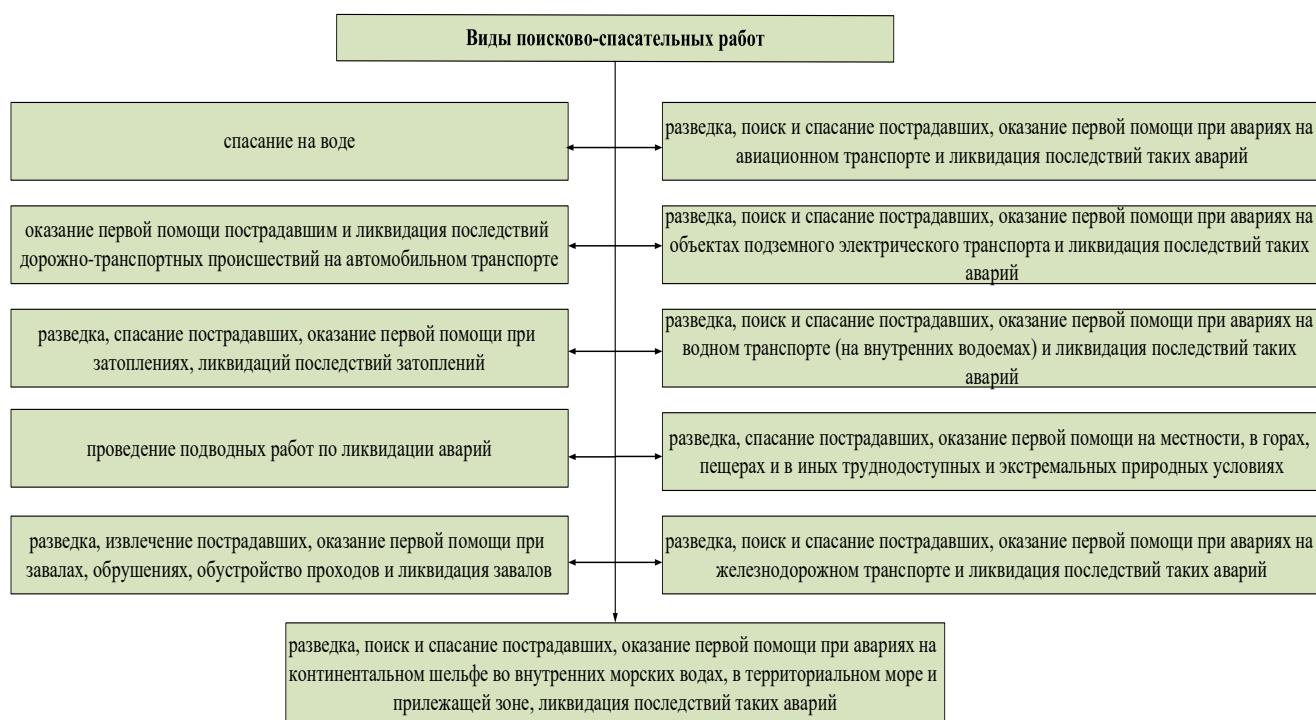 Виды поисково-спасательных работ
спасание на воде
разведка, поиск и спасание пострадавших, оказание первой помощи при авариях на
авиационном транспорте и ликвидация последствий таких аварий
оказание первой помощи пострадавшим и ликвидация последствий
дорожно-транспортных происшествий на автомобильном транспорте
разведка, поиск и спасание пострадавших, оказание первой помощи при авариях на
объектах подземного электрического транспорта и ликвидация последствий таких
аварий
разведка, спасание пострадавших, оказание первой помощи при
затоплениях, ликвидаций последствий затоплений
разведка, поиск и спасание пострадавших, оказание первой помощи при авариях на
водном транспорте (на внутренних водоемах) и ликвидация последствий таких
аварий
проведение подводных работ по ликвидации аварий
разведка, спасание пострадавших, оказание первой помощи на местности, в горах,
пещерах и в иных труднодоступных и экстремальных природных условиях
разведка, извлечение пострадавших, оказание первой помощи при
завалах, обрушениях, обустройство проходов и ликвидация завалов
разведка, поиск и спасание пострадавших, оказание первой помощи при авариях на
железнодорожном транспорте и ликвидация последствий таких аварий
разведка, поиск и спасание пострадавших, оказание первой помощи при авариях на
континентальном шельфе во внутренних морских водах, в территориальном море и
прилежащей зоне, ликвидация последствий таких аварий